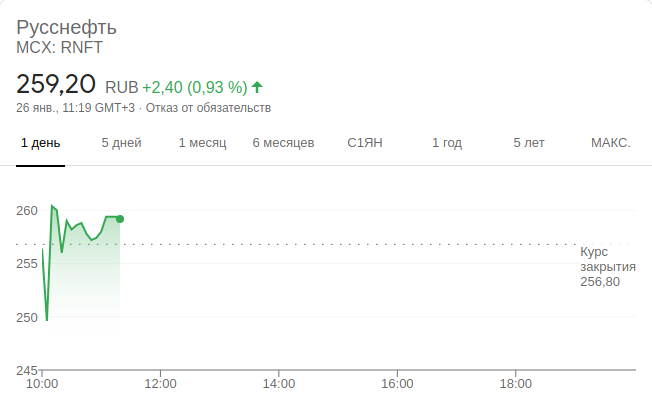 Русснефть
MCX: RNFT
259,20 RUB +2,40 (0,93 %)
26 янв., 11:19 GMT+3 · Отказ от обязательств
1 день 5 дней 1 месяц 6 месяцев С1ЯН 1 год 5 лет МАКС.
260
Курс
закрытия
256,80
255
250
245
10:00 12:00 14:00 16:00 18:00